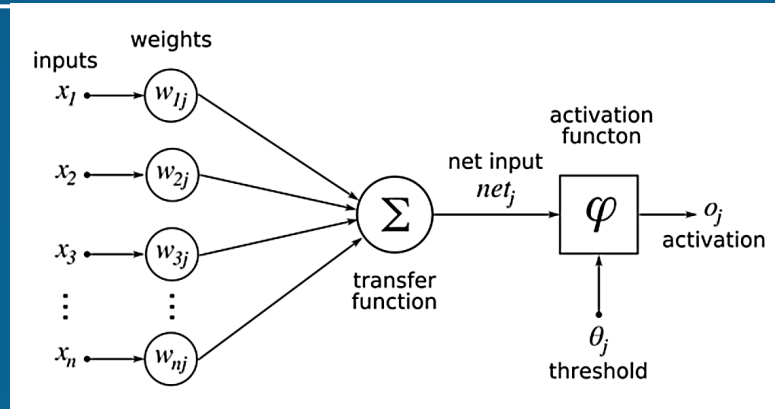 weights
inputs
x1
w1j
x2
w2j
x3
w3j
⋮ ⋮
xn
wnj
Σ
transfer
function
net input
netj
activation
functon
φ
oj
activation
θj
threshold